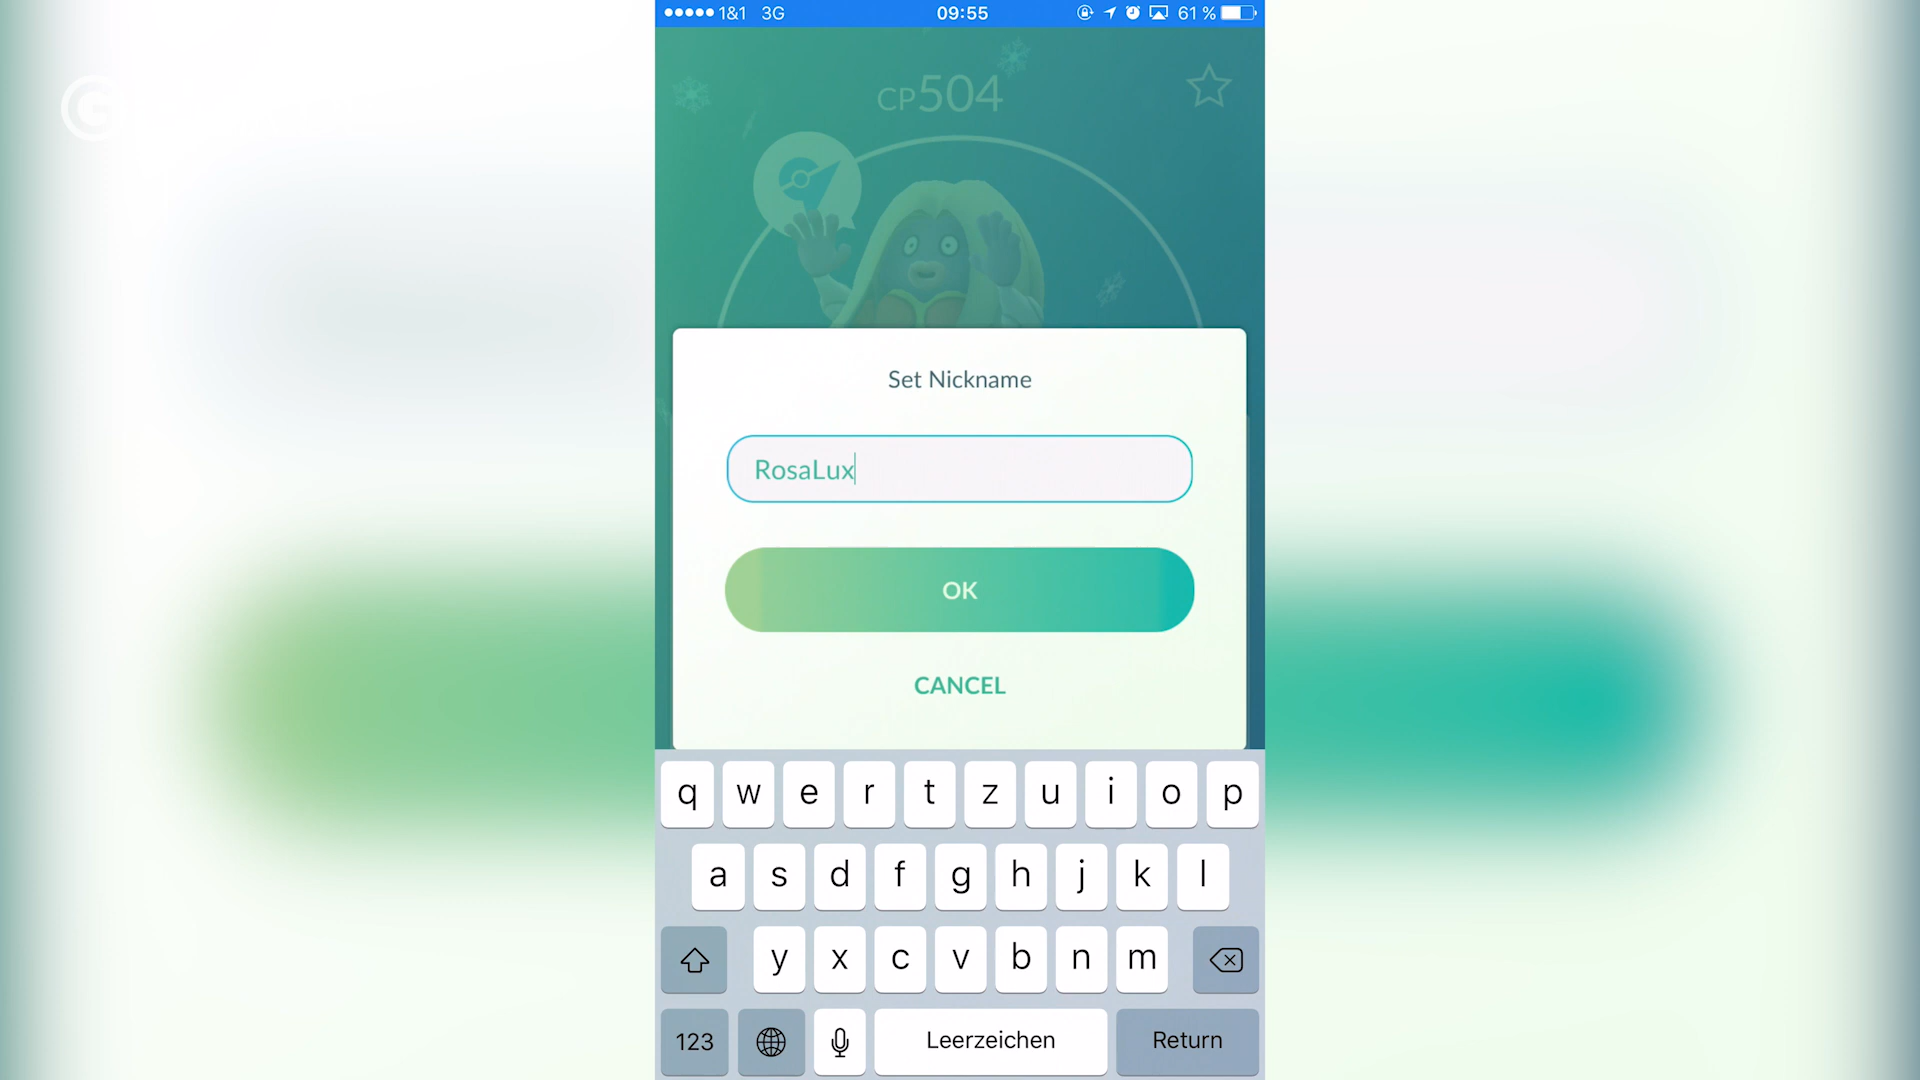 1&1 3G 09:55 61 %
CP504
Set Nickname
RosaLux
OK
CANCEL
q w e r t z u i o p
a s d f g h j k l
y x c v b n m
123 Leerzeichen Return